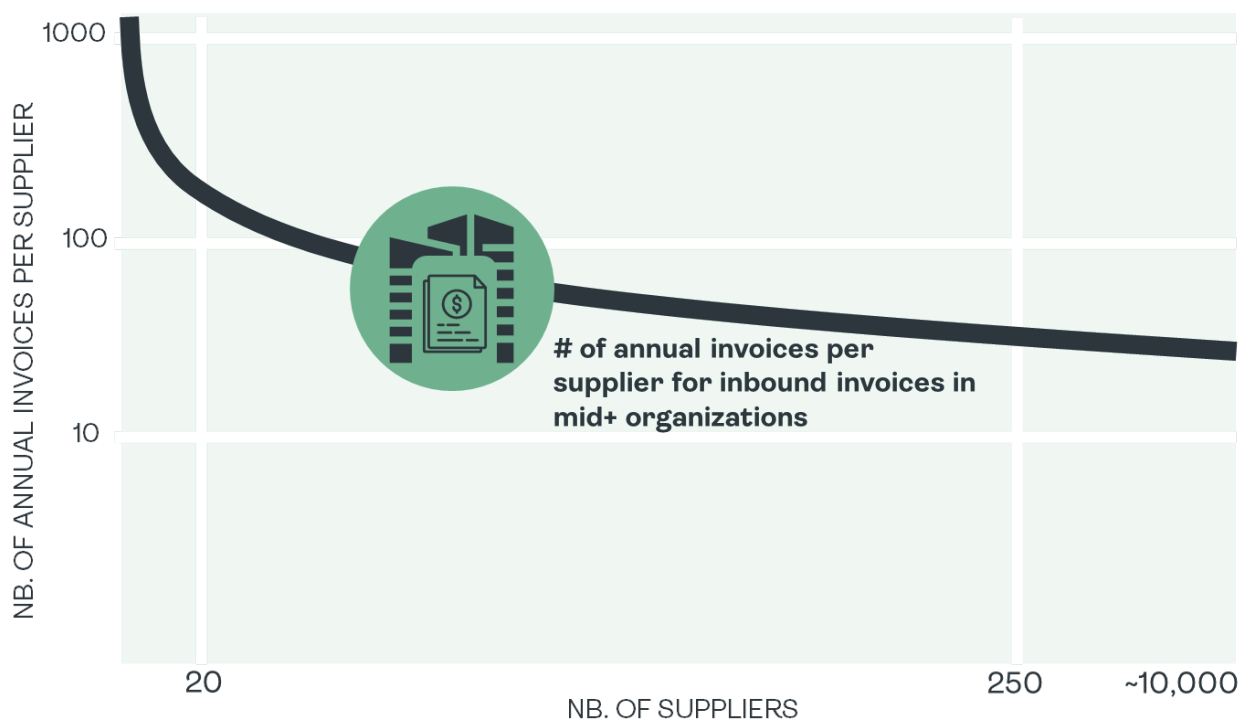 1000
100
10
NB. OF ANNUAL INVOICES PER SUPPLIER
$
# of annual invoices per
supplier for inbound invoices in
mid+ organizations
20
250
~10,000
NB. OF SUPPLIERS